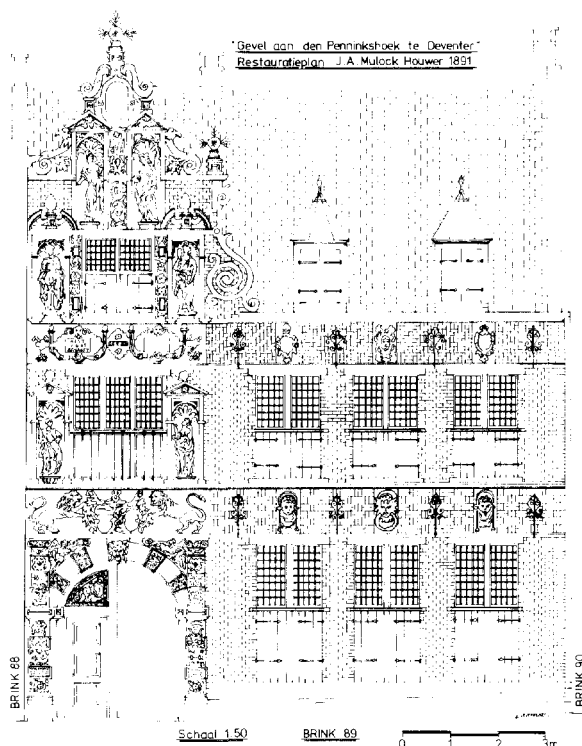 "Gevel aan den Penninkshoek te Deventer"
Restauratieplan J.A. Mulock Houwer 1891
BRINK 88
BRINK 90
Schaal 1:50
BRINK 89
0 1 2 3m